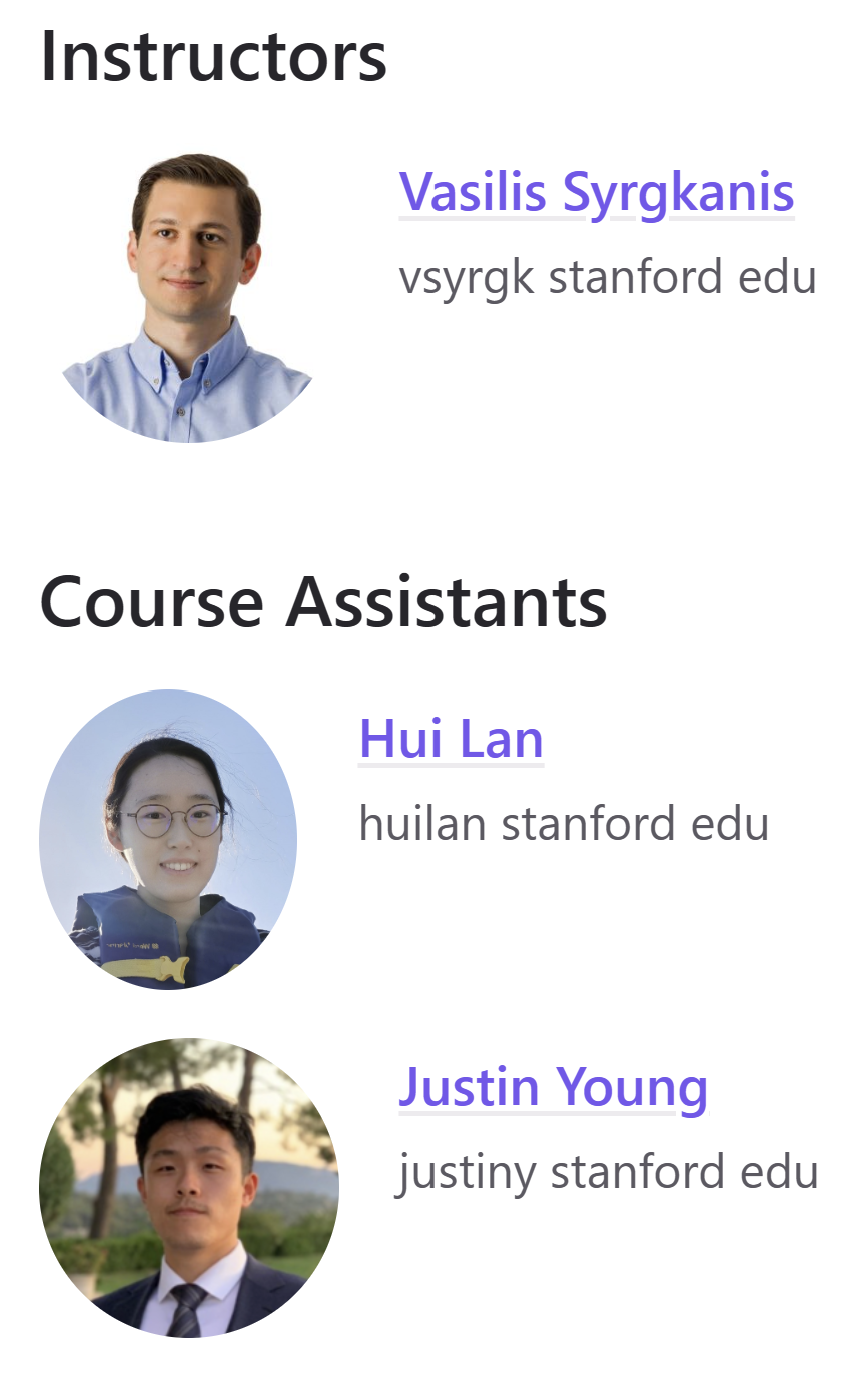 Instructors
Vasilis Syrgkanis
vsyrgk stanford edu
Course Assistants
Hui Lan
huilan stanford edu
Justin Young
justiny stanford edu